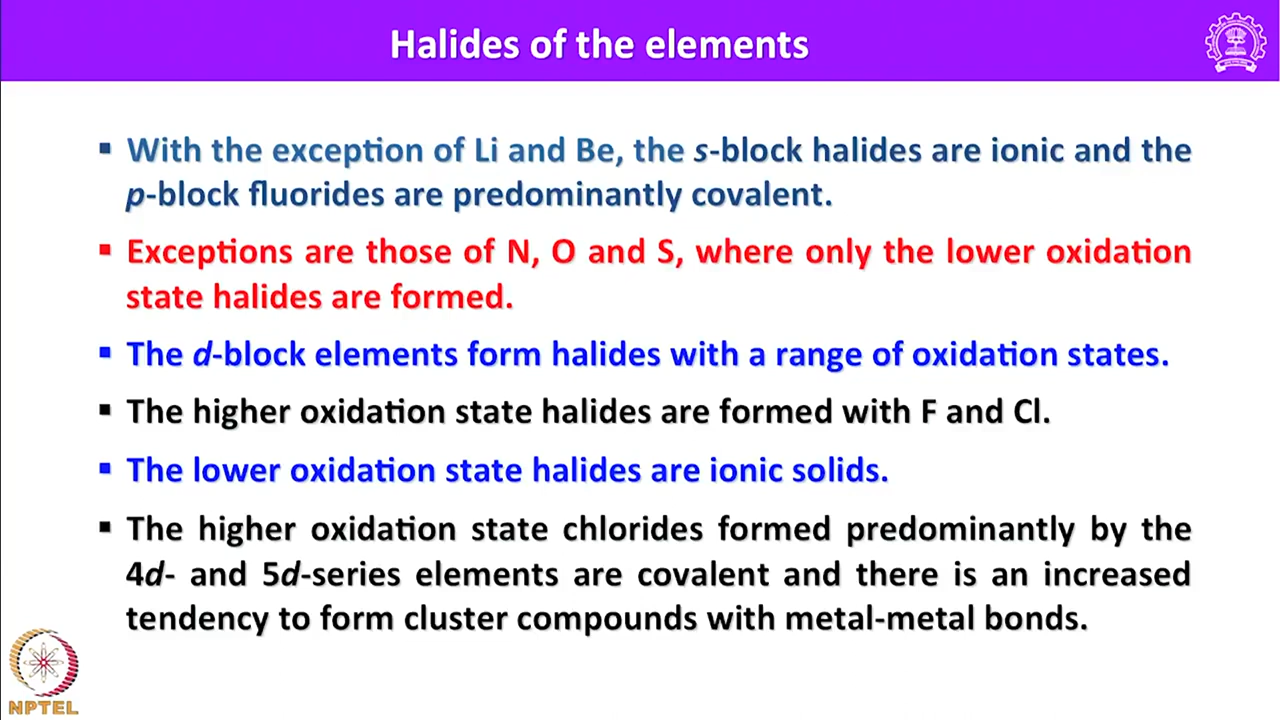 Halides of the elements
▪ With the exception of Li and Be, the s-block halides are ionic and the
p-block fluorides are predominantly covalent.
▪ Exceptions are those of N, O and S, where only the lower oxidation
state halides are formed.
▪ The d-block elements form halides with a range of oxidation states.
▪ The higher oxidation state halides are formed with F and Cl.
▪ The lower oxidation state halides are ionic solids.
▪ The higher oxidation state chlorides formed predominantly by the
4d- and 5d-series elements are covalent and there is an increased
tendency to form cluster compounds with metal-metal bonds.
NPTEL